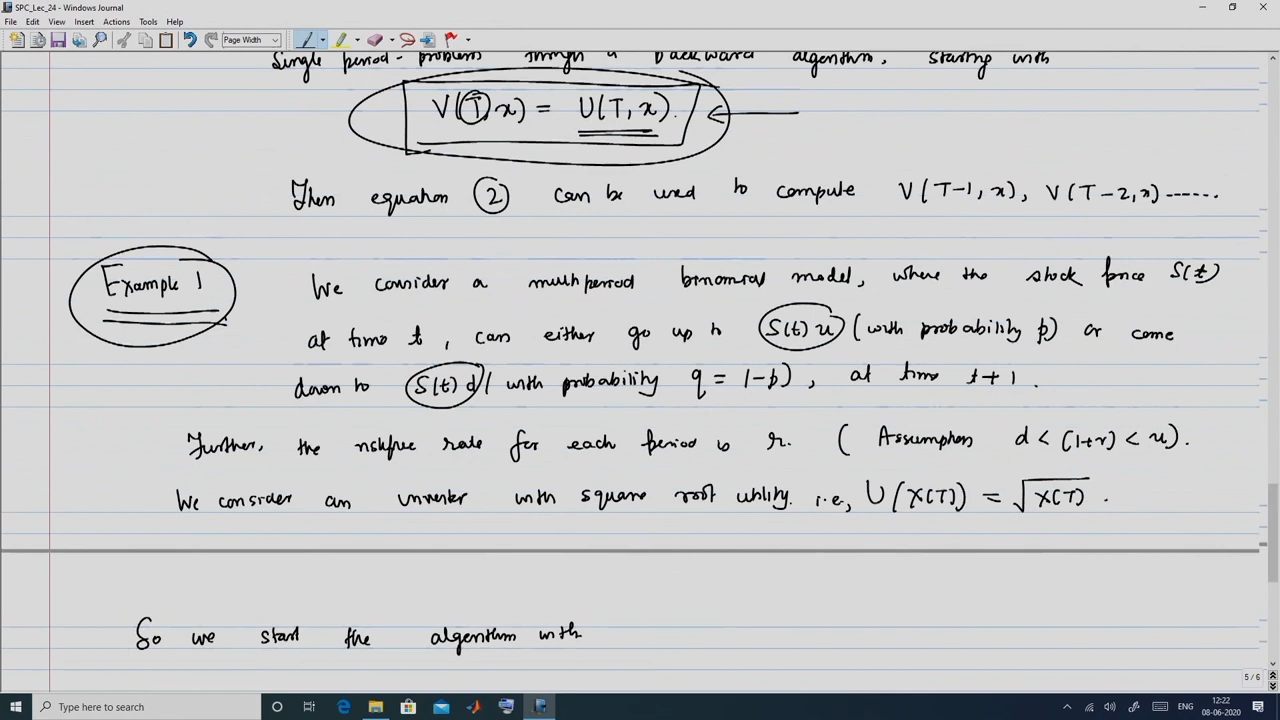 SPC_Lec_24 - Windows Journal
File Edit View Insert Actions Tools Help
Page Width
Single period-problems through a backward algorithm, starting with
V(T, x) = U(T, x).
Then equation 2 can be used to compute V(T-1, x), V(T-2, x)......
Example 1 We consider a multiperiod binomial model, where the stock price S(t)
at time t, can either go up to S(t)u (with probability p) or come
down to S(t)d (with probability q = 1-p), at time t+1.
Further, the riskfree rate for each period is r. (Assumption d < (1+r) < u).
We consider an investor with square root utility. i.e, U(X(T)) = √X(T).
So we start the algorithm with
5 / 6
Type here to search
ENG
12:22
08-06-2020